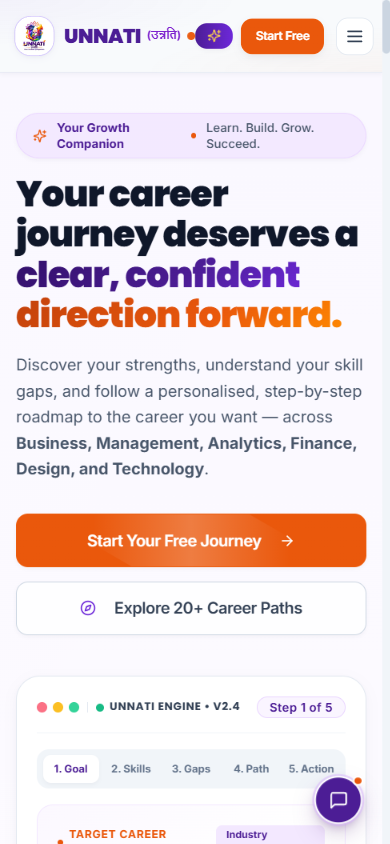 UNNATI
UNNATI (उन्नति)
Start Free
Your Growth
Companion
Learn. Build. Grow.
Succeed.
Your career
journey deserves a
clear, confident
direction forward.
Discover your strengths, understand your skill
gaps, and follow a personalised, step-by-step
roadmap to the career you want — across
Business, Management, Analytics, Finance,
Design, and Technology.
Start Your Free Journey →
Explore 20+ Career Paths
UNNATI ENGINE • V2.4
Step 1 of 5
1. Goal 2. Skills 3. Gaps 4. Path 5. Action
TARGET CAREER
Industry